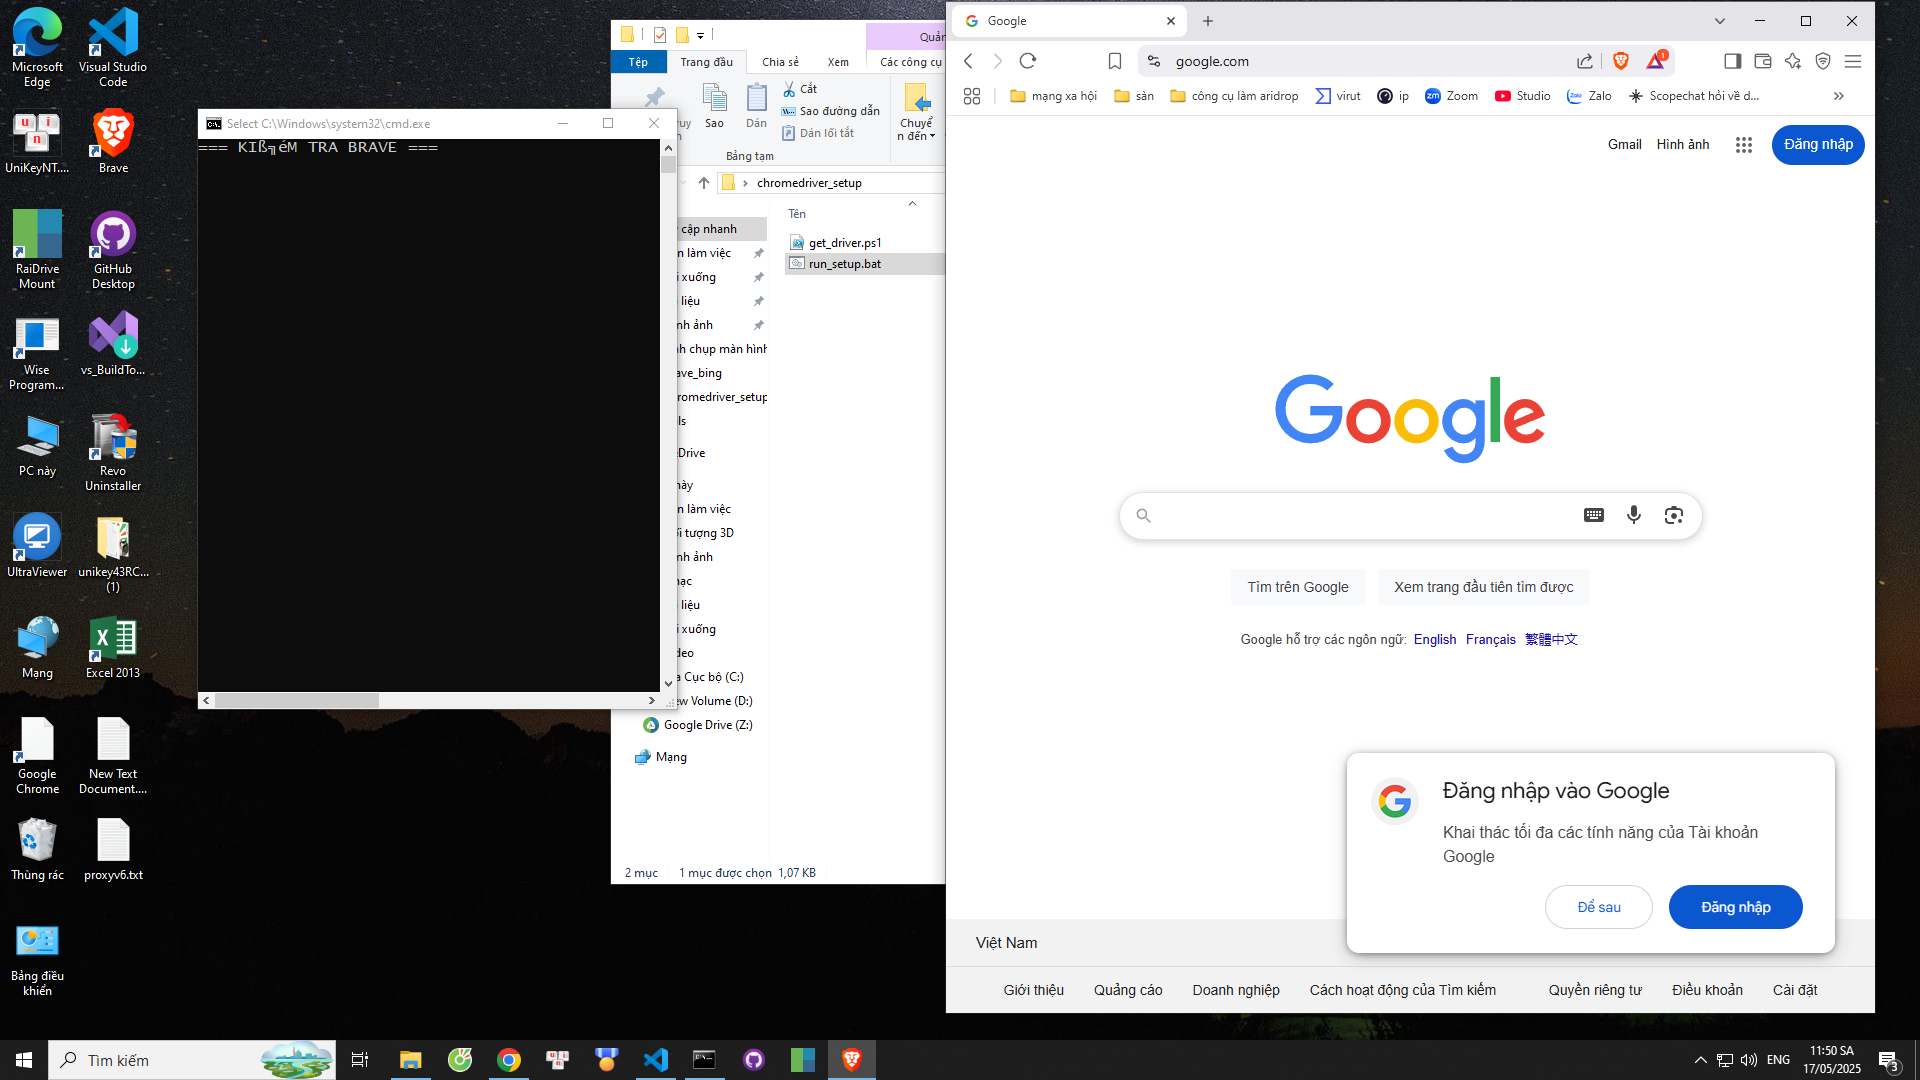 Microsoft
Edge
Visual Studio
Code
UniKeyNT....
Brave
RaiDrive
Mount
GitHub
Desktop
Wise
Program...
vs_BuildTo...
PC này
Revo
Uninstaller
UltraViewer
unikey43RC...
(1)
Mạng
Excel 2013
Google
Chrome
New Text
Document....
Thùng rác
proxyv6.txt
Bảng điều
khiển
Select C:\Windows\system32\cmd.exe
=== KIß╗éM TRA BRAVE ===
Quản
Tệp
Trang đầu
Chia sẻ
Xem
Các công cụ
Sao
Dán
Cắt
Sao đường dẫn
Dán lối tắt
Chuyể
n đến
Bảng tạm
chromedriver_setup
Tên
get_driver.ps1
run_setup.bat
cập nhanh
làm việc
xuống
liệu
ảnh
chụp màn hình
ave_bing
romedriver_setup
ls
Drive
này
làm việc
tượng 3D
ảnh
liệu
xuống
deo
Cục bộ (C:)
ew Volume (D:)
Google Drive (Z:)
Mạng
2 mục
1 mục được chọn 1,07 KB
Google
google.com
1
mạng xa hội
sàn
công cụ làm aridrop
virut
ip
Zoom
Studio
Zalo
Scopechat hỏi về d...
Gmail
Hình ảnh
Đăng nhập
Google
Tìm trên Google
Xem trang đầu tiên tìm được
Google hỗ trợ các ngôn ngữ: English Français 繁體中文
Đăng nhập vào Google
Khai thác tối đa các tính năng của Tài khoản
Google
Để sau
Đăng nhập
Việt Nam
Giới thiệu
Quảng cáo
Doanh nghiệp
Cách hoạt động của Tìm kiếm
Quyền riêng tư
Điều khoản
Cài đặt
Tìm kiếm
ENG
11:50 SA
17/05/2025
3